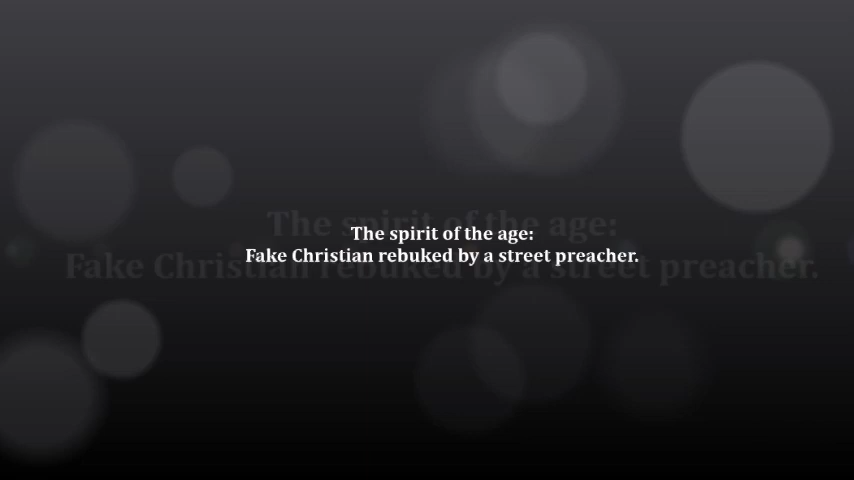 The spirit of the age:
Fake Christian rebuked by a street preacher.